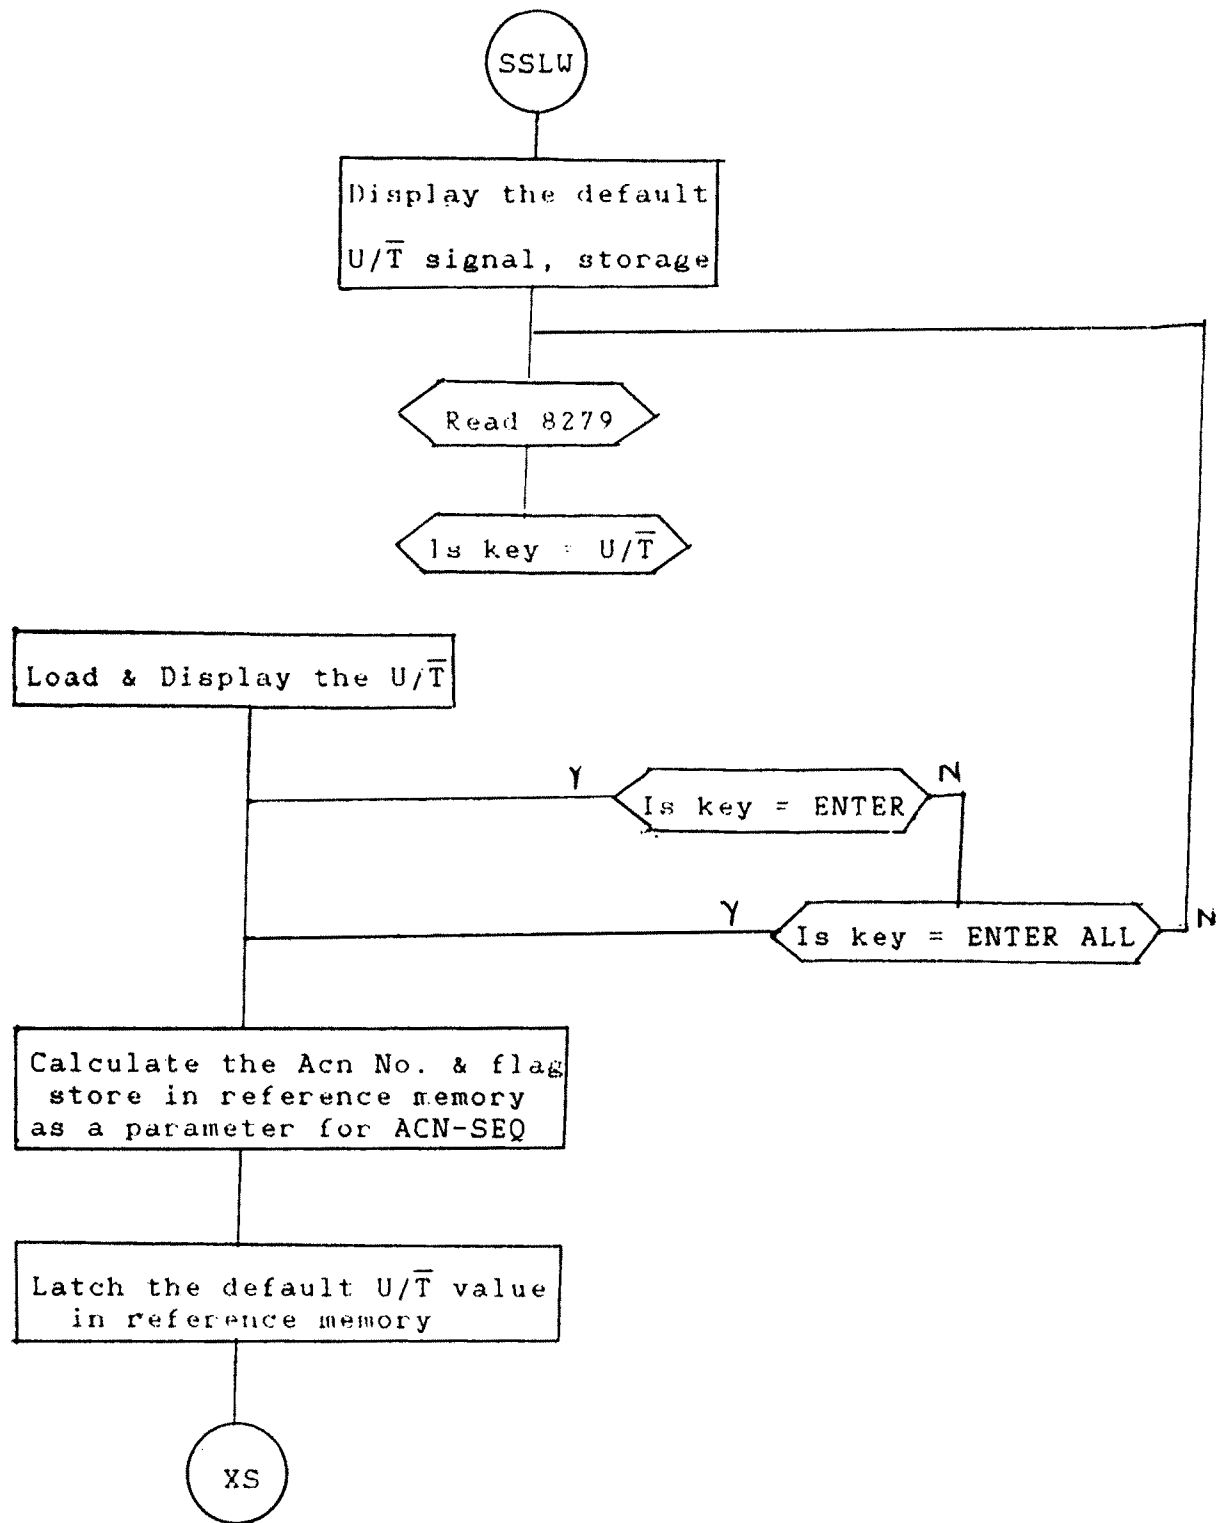 SSLW
Display the default
U/T̅ signal, storage
Read 8279
Is key = U/T̅
Load & Display the U/T̅
Y
Is key = ENTER
N
Y
Is key = ENTER ALL
N
Calculate the Acn No. & flag
store in reference memory
as a parameter for ACN-SEQ
Latch the default U/T̅ value
in reference memory
XS